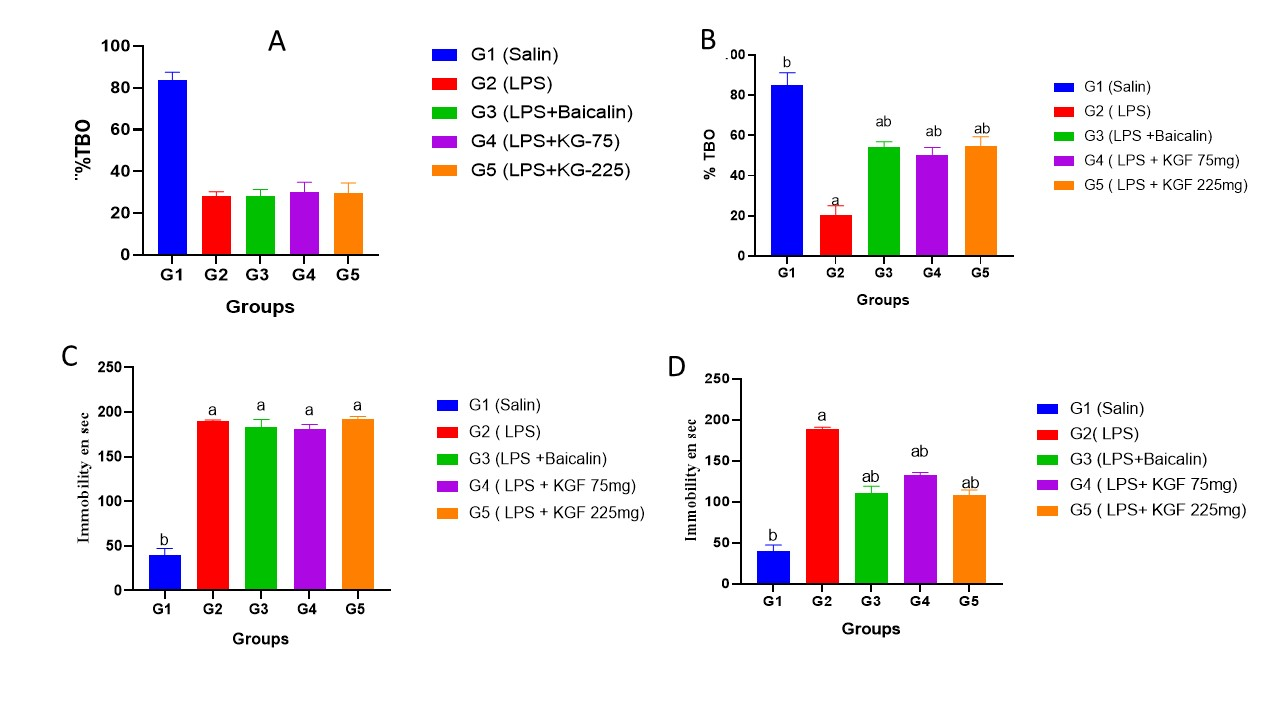 A
100
80
60
40
20
0
"%TBO
G1 G2 G3 G4 G5
Groups
G1 (Salin)
G2 (LPS)
G3 (LPS+Baicalin)
G4 (LPS+KG-75)
G5 (LPS+KG-225)
B
.00
80
60
40
20
0
% TBO
b
a
ab
ab
ab
G1 G2 G3 G4 G5
Groups
G1 (Salin)
G2 ( LPS)
G3 (LPS +Baicalin)
G4 ( LPS + KGF 75mg)
G5 ( LPS + KGF 225mg)
C
250
200
150
100
50
0
Immobility en sec
b
a
a
a
a
G1 G2 G3 G4 G5
Groups
G1 (Salin)
G2 ( LPS)
G3 (LPS +Baicalin)
G4 ( LPS + KGF 75mg)
G5 ( LPS + KGF 225mg)
D
250
200
150
100
50
0
Immobility en sec
b
a
ab
ab
ab
G1 G2 G3 G4 G5
Groups
G1 (Salin)
G2( LPS)
G3 (LPS+Baicalin)
G4 ( LPS+ KGF 75mg)
G5 ( LPS+ KGF 225mg)